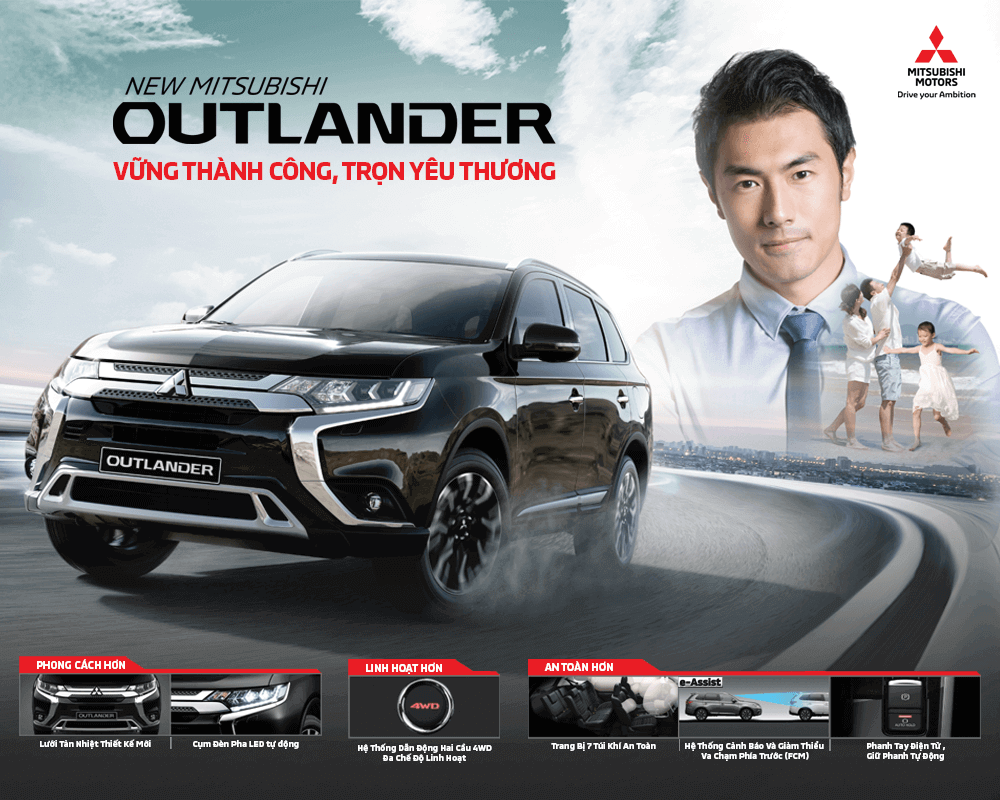 NEW MITSUBISHI
OUTLANDER
VỮNG THÀNH CÔNG, TRỌN YÊU THƯƠNG
MITSUBISHI
MOTORS
Drive your Ambition
OUTLANDER
PHONG CÁCH HƠN
OUTLANDER
Lưới Tản Nhiệt Thiết Kế Mới
Cụm Đèn Pha LED tự động
LINH HOẠT HƠN
4WD
Hệ Thống Dẫn Động Hai Cầu 4WD
Đa Chế Độ Linh Hoạt
AN TOÀN HƠN
Trang Bị 7 Túi Khí An Toàn
e-Assist
Hệ Thống Cảnh Báo Và Giảm Thiểu
Va Chạm Phía Trước (FCM)
AUTO HOLD
Phanh Tay Điện Tử ,
Giữ Phanh Tự Động